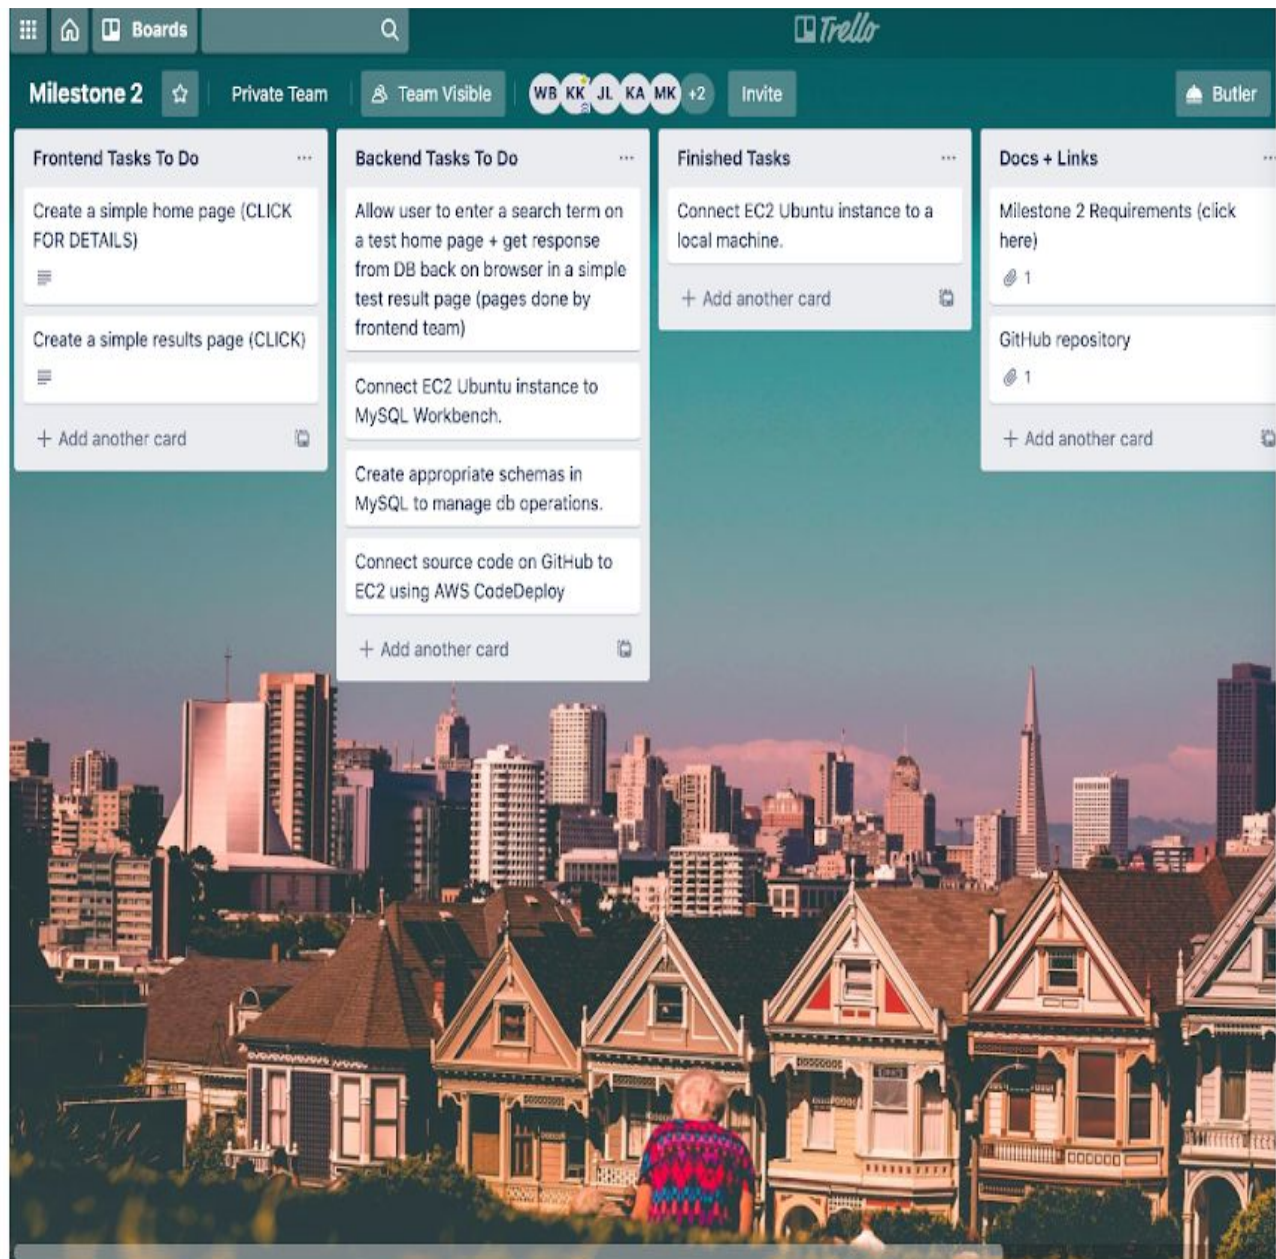 Boards
Trello
Milestone 2
Private Team
Team Visible
WB KK JL KA MK +2
Invite
Butler
Frontend Tasks To Do
Create a simple home page (CLICK
FOR DETAILS)
Create a simple results page (CLICK)
+ Add another card
Backend Tasks To Do
Allow user to enter a search term on
a test home page + get response
from DB back on browser in a simple
test result page (pages done by
frontend team)
Connect EC2 Ubuntu instance to
MySQL Workbench.
Create appropriate schemas in
MySQL to manage db operations.
Connect source code on GitHub to
EC2 using AWS CodeDeploy
+ Add another card
Finished Tasks
Connect EC2 Ubuntu instance to a
local machine.
+ Add another card
Docs + Links
Milestone 2 Requirements (click
here)
1
GitHub repository
1
+ Add another card